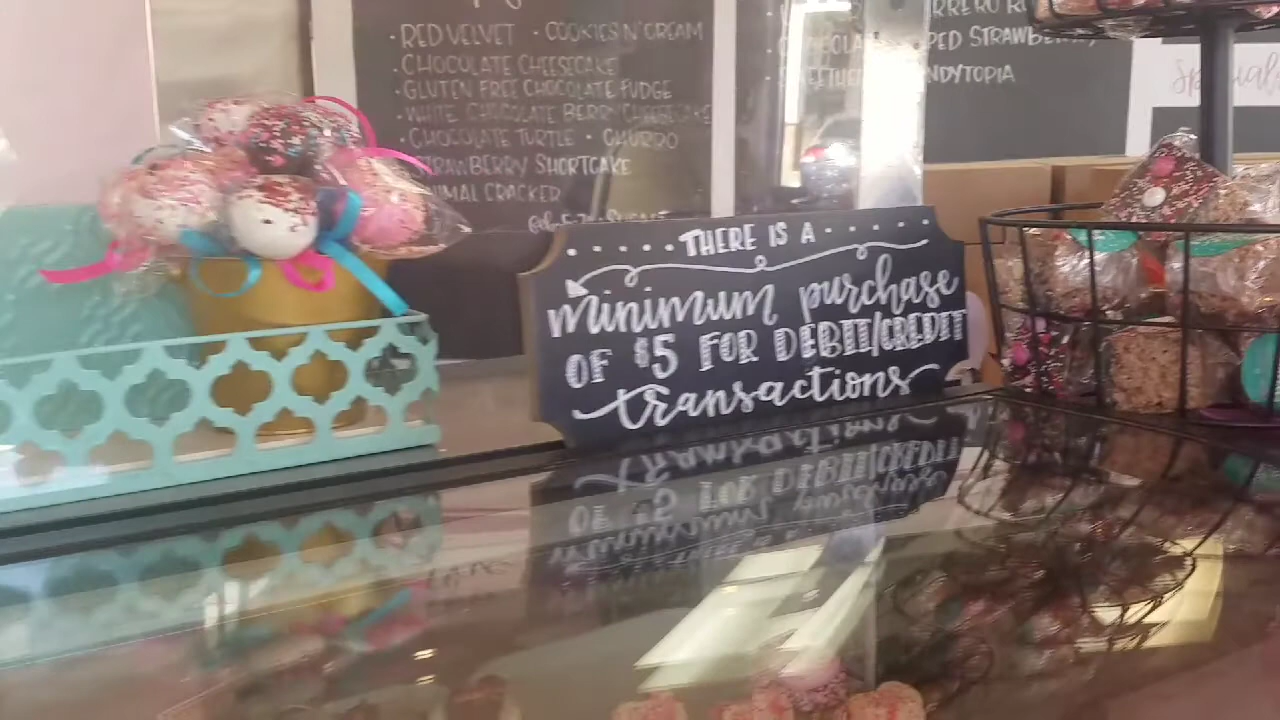 · RED VELVET · COOKIES N' CREAM
· CHOCOLATE CHEESECAKE
· GLUTEN FREE CHOCOLATE FUDGE
· WHITE CHOCOLATE BERRY CHEESECAKE
· CHOCOLATE TURTLE · CHURRO
STRAWBERRY SHORTCAKE
ANIMAL CRACKER
PED STRAWBERRY
NDYTOPIA
THERE IS A
minimum purchase
OF $5 FOR DEBIT/CREDIT
transactions